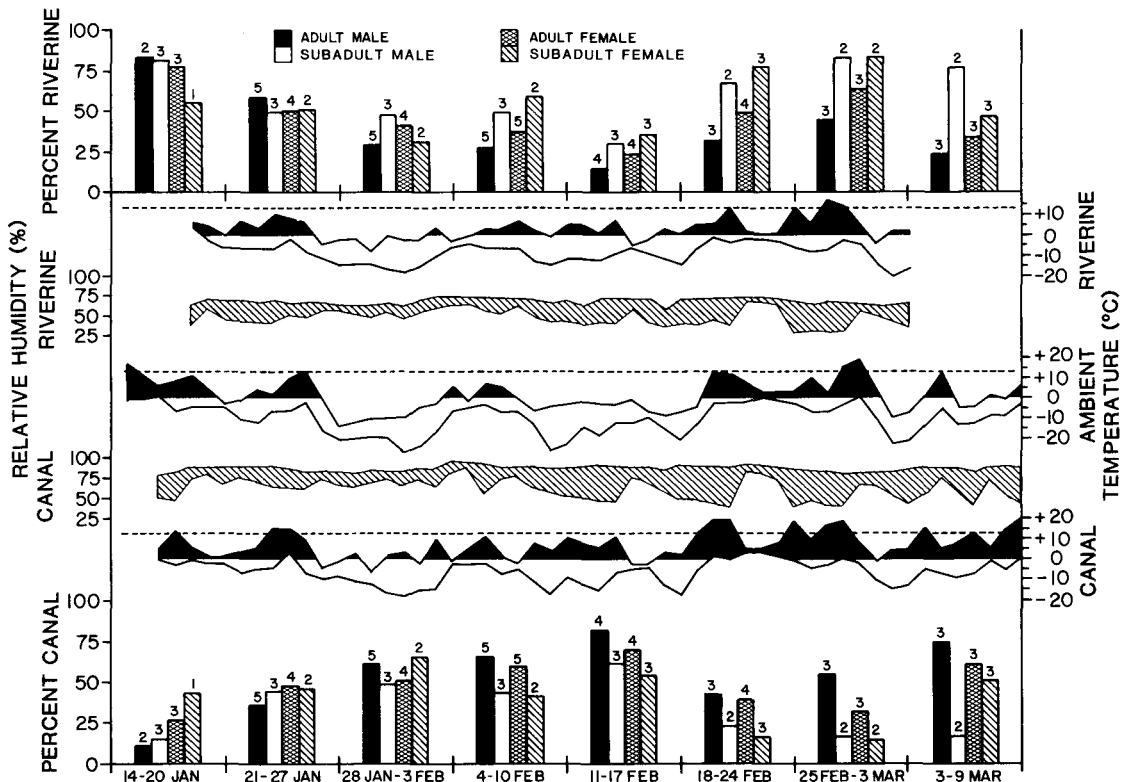 PERCENT RIVERINE
100
75
50
25
0
ADULT MALE
SUBADULT MALE
ADULT FEMALE
SUBADULT FEMALE
2 3 3 1
5 3 4 2
5 3 4 2
5 3 5 2
4 3 4 3
3 2 4 3
3 2 3 2
3 2 3 3
RELATIVE HUMIDITY (%)
RIVERINE
100
75
50
25
CANAL
100
75
50
25
+10
0
-10
-20
RIVERINE
+20
+10
0
-10
-20
AMBIENT
TEMPERATURE (°C)
+20
+10
0
-10
-20
CANAL
PERCENT CANAL
100
75
50
25
0
2 3 3 1
5 3 4 2
5 3 4 2
5 3 5 2
4 3 4 3
3 2 4 3
3 2 3 2
3 2 3 3
14-20 JAN
21-27 JAN
28 JAN-3 FEB
4-10 FEB
11-17 FEB
18-24 FEB
25 FEB-3 MAR
3-9 MAR